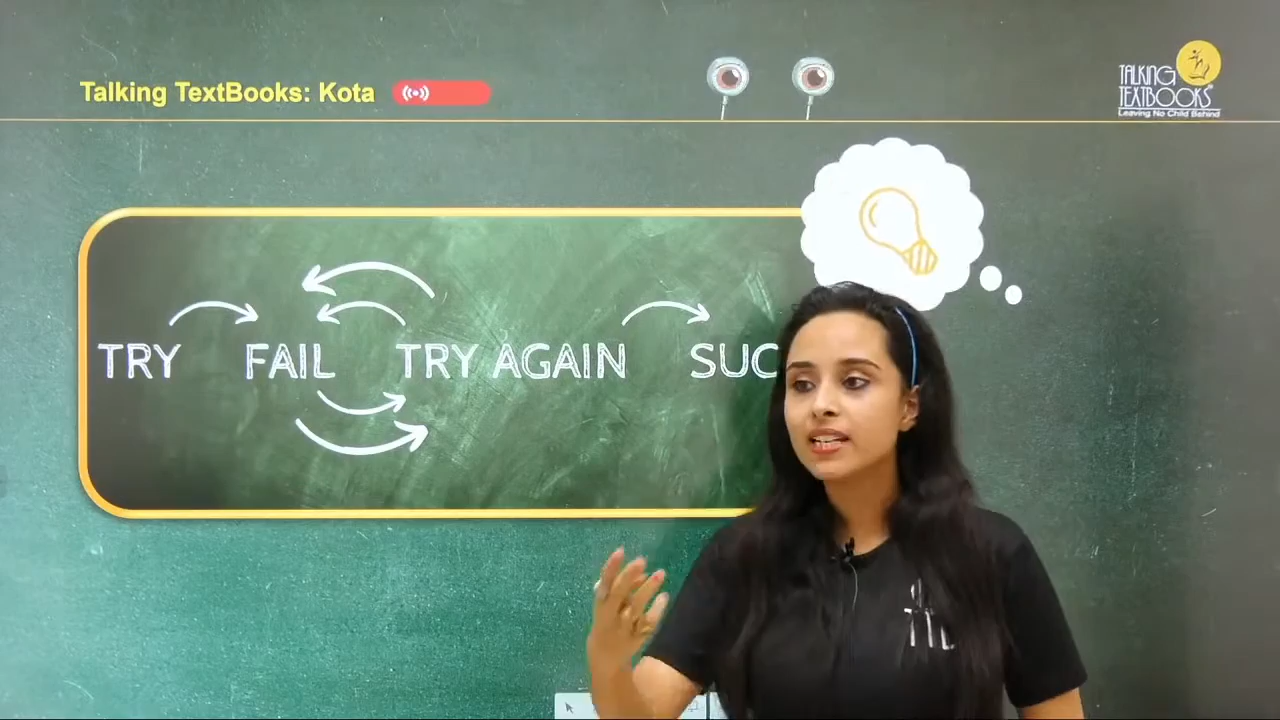 Talking TextBooks: Kota
TALKING
TEXTBOOKS
Leaving No Child Behind
TRY FAIL TRY AGAIN SUC